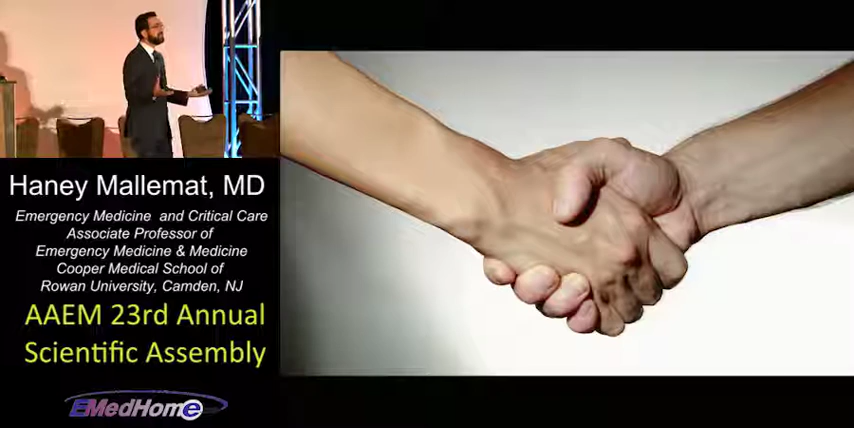 Haney Mallemat, MD
Emergency Medicine and Critical Care
Associate Professor of
Emergency Medicine & Medicine
Cooper Medical School of
Rowan University, Camden, NJ
AAEM 23rd Annual
Scientific Assembly
EMedHome